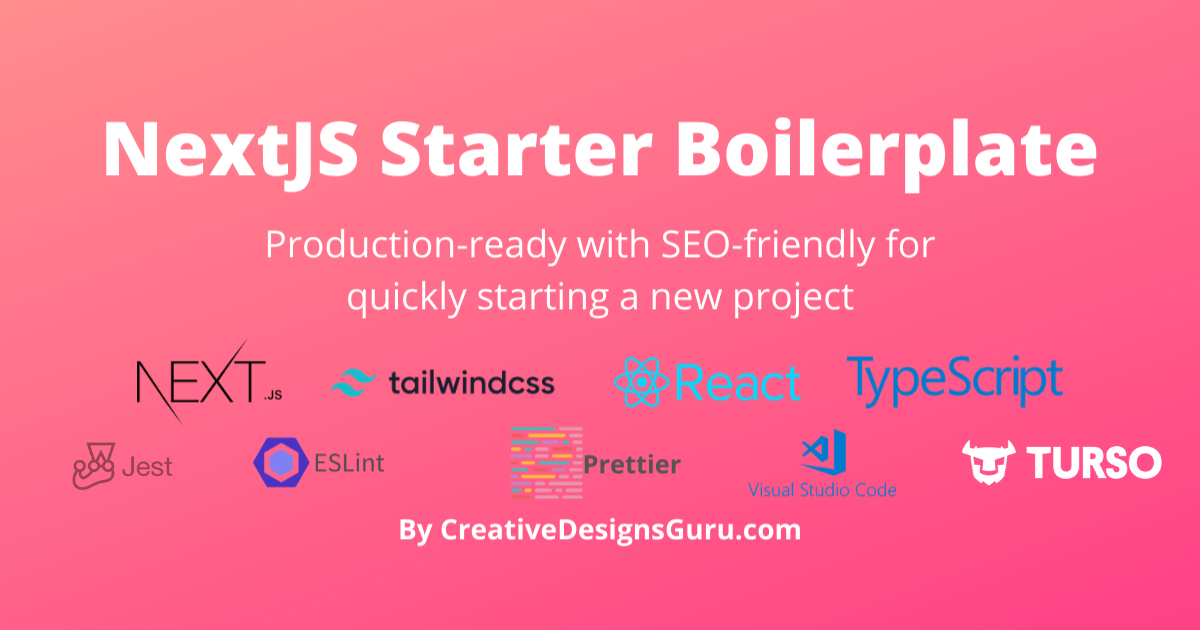 NextJS Starter Boilerplate
Production-ready with SEO-friendly for
quickly starting a new project
NEXT.JS tailwindcss React TypeScript
Jest ESLint Prettier Visual Studio Code TURSO
By CreativeDesignsGuru.com